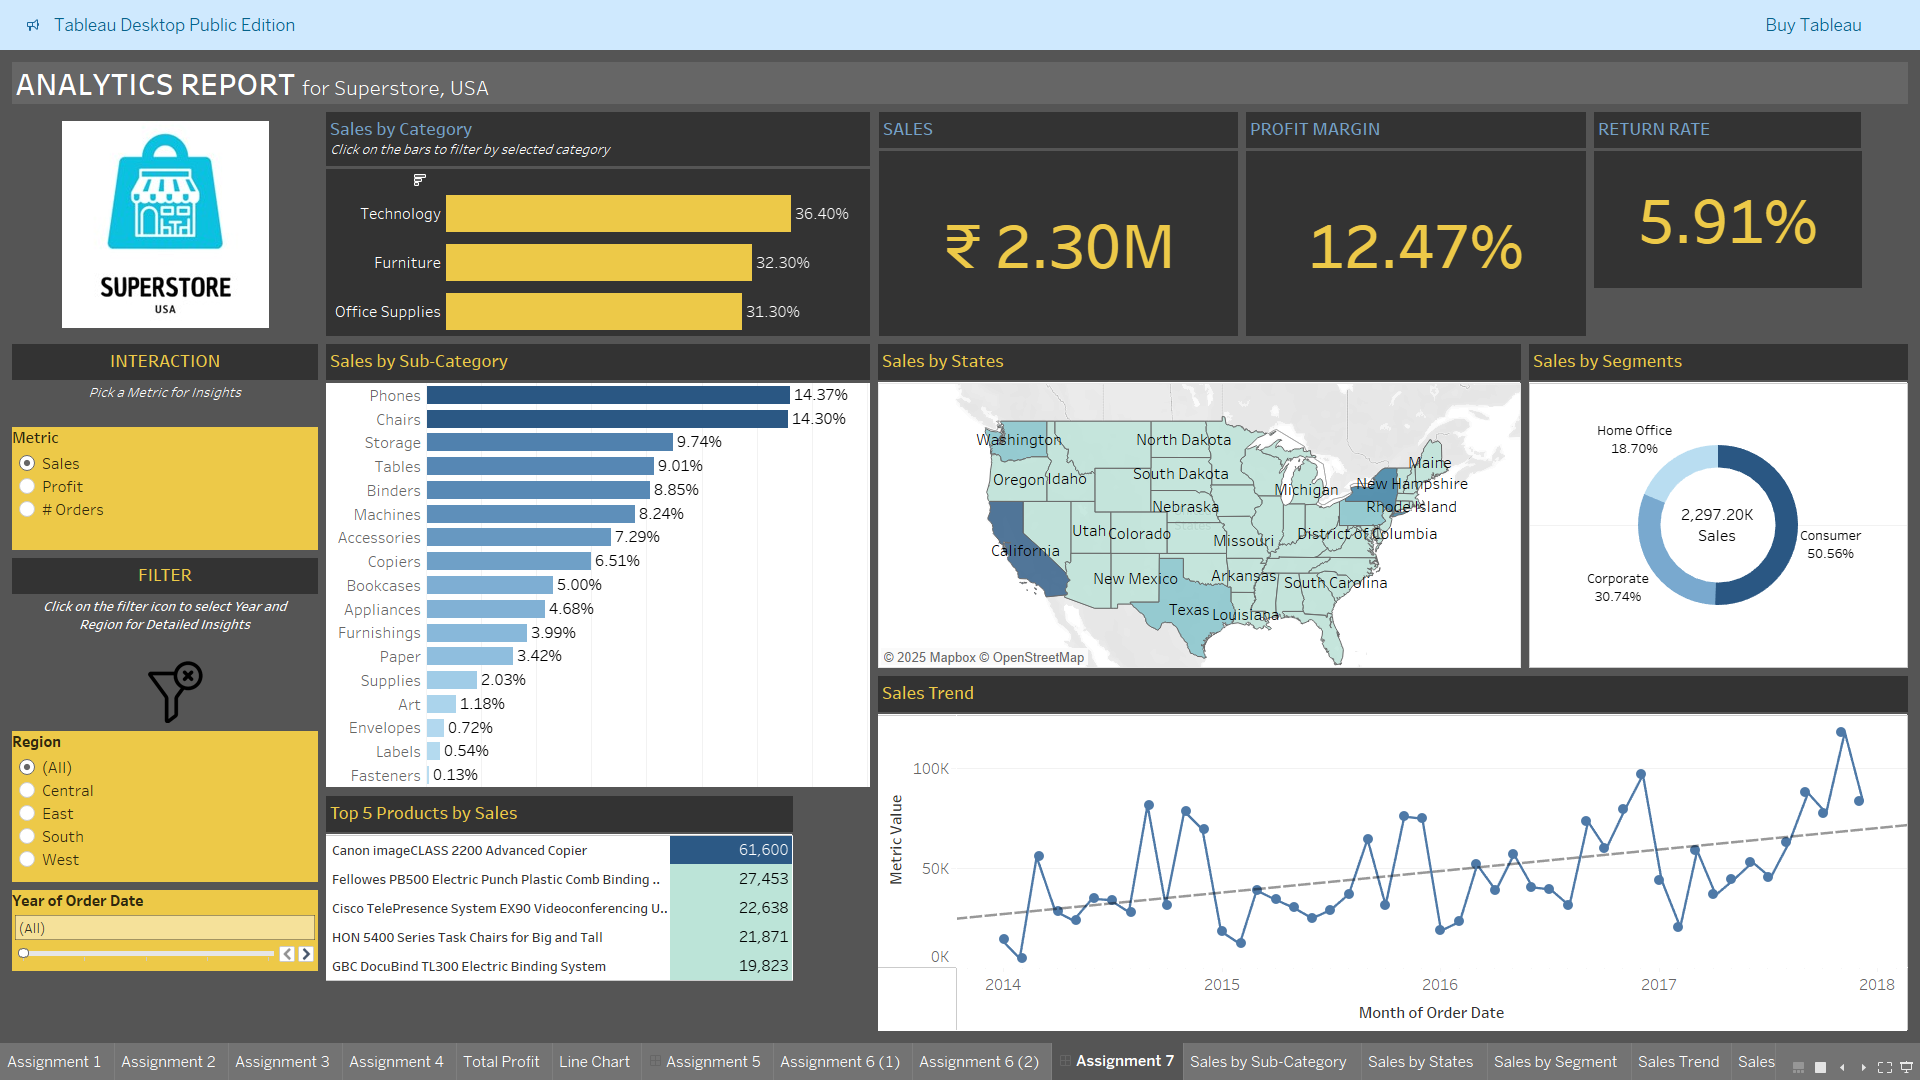 Tableau Desktop Public Edition
Buy Tableau
ANALYTICS REPORT for Superstore, USA
SUPERSTORE
USA
Sales by Category
Click on the bars to filter by selected category
Technology 36.40%
Furniture 32.30%
Office Supplies 31.30%
SALES
₹ 2.30M
PROFIT MARGIN
12.47%
RETURN RATE
5.91%
INTERACTION
Pick a Metric for Insights
Metric
Sales
Profit
# Orders
FILTER
Click on the filter icon to select Year and
Region for Detailed Insights
Region
(All)
Central
East
South
West
Year of Order Date
(All)
Sales by Sub-Category
Phones 14.37%
Chairs 14.30%
Storage 9.74%
Tables 9.01%
Binders 8.85%
Machines 8.24%
Accessories 7.29%
Copiers 6.51%
Bookcases 5.00%
Appliances 4.68%
Furnishings 3.99%
Paper 3.42%
Supplies 2.03%
Art 1.18%
Envelopes 0.72%
Labels 0.54%
Fasteners 0.13%
Top 5 Products by Sales
Canon imageCLASS 2200 Advanced Copier 61,600
Fellowes PB500 Electric Punch Plastic Comb Binding .. 27,453
Cisco TelePresence System EX90 Videoconferencing U.. 22,638
HON 5400 Series Task Chairs for Big and Tall 21,871
GBC DocuBind TL300 Electric Binding System 19,823
Sales by States
Washington
North Dakota
Maine
South Dakota
Oregon
Idaho
New Hampshire
Michigan
Nebraska
Rhode Island
Utah
Colorado
District of Columbia
Missouri
California
New Mexico
Arkansas
South Carolina
Texas
Louisiana
© 2025 Mapbox © OpenStreetMap
Sales by Segments
Home Office
18.70%
2,297.20K
Sales
Consumer
50.56%
Corporate
30.74%
Sales Trend
Metric Value
100K
50K
0K
2014
2015
2016
2017
2018
Month of Order Date
Assignment 1
Assignment 2
Assignment 3
Assignment 4
Total Profit
Line Chart
Assignment 5
Assignment 6 (1)
Assignment 6 (2)
Assignment 7
Sales by Sub-Category
Sales by States
Sales by Segment
Sales Trend
Sales